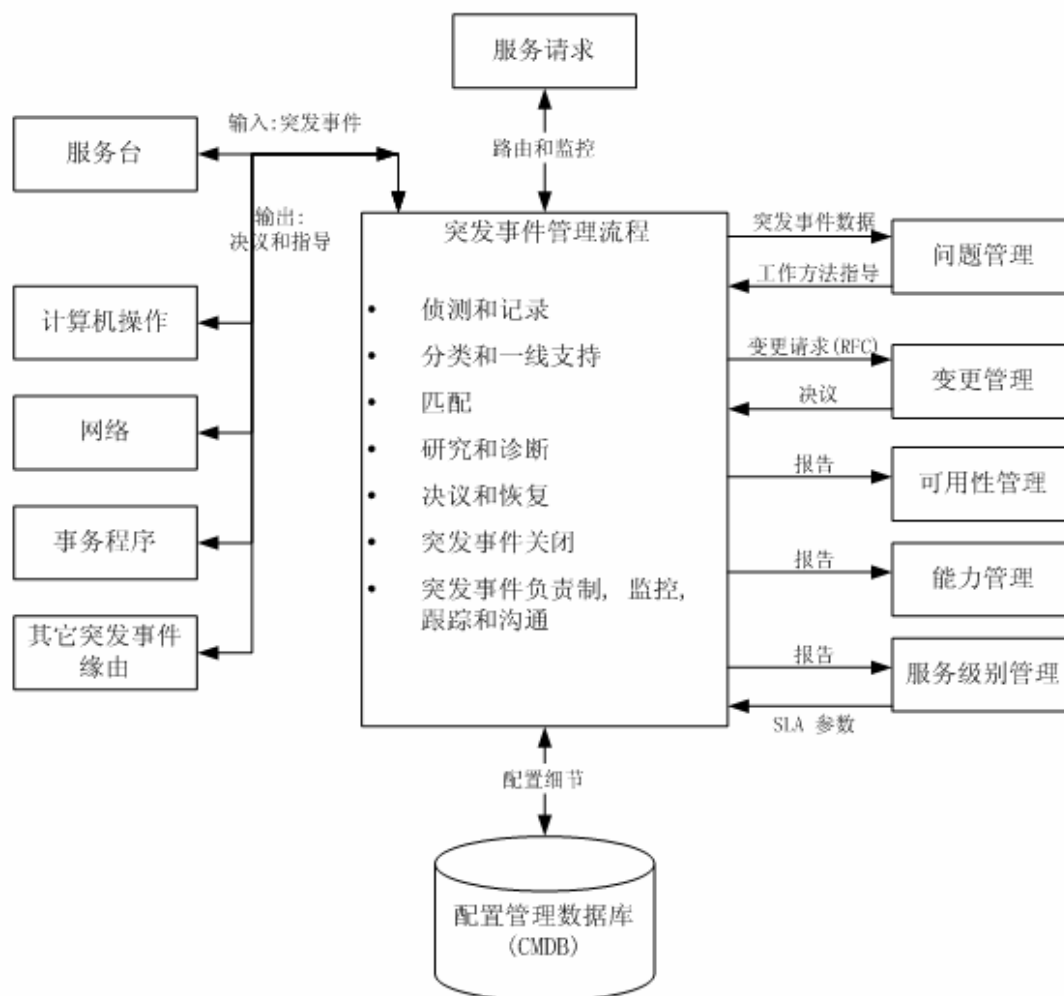 服务请求
输入:突发事件
服务台
路由和监控
输出:
决议和指导
突发事件管理流程
突发事件数据
问题管理
工作方法指导
计算机操作
• 侦测和记录
• 分类和一线支持
变更请求(RFC)
变更管理
决议
网络
• 匹配
• 研究和诊断
报告
可用性管理
• 决议和恢复
事务程序
• 突发事件关闭
报告
能力管理
• 突发事件负责制, 监控,
跟踪和沟通
其它突发事件
缘由
报告
服务级别管理
SLA 参数
配置细节
配置管理数据库
(CMDB)